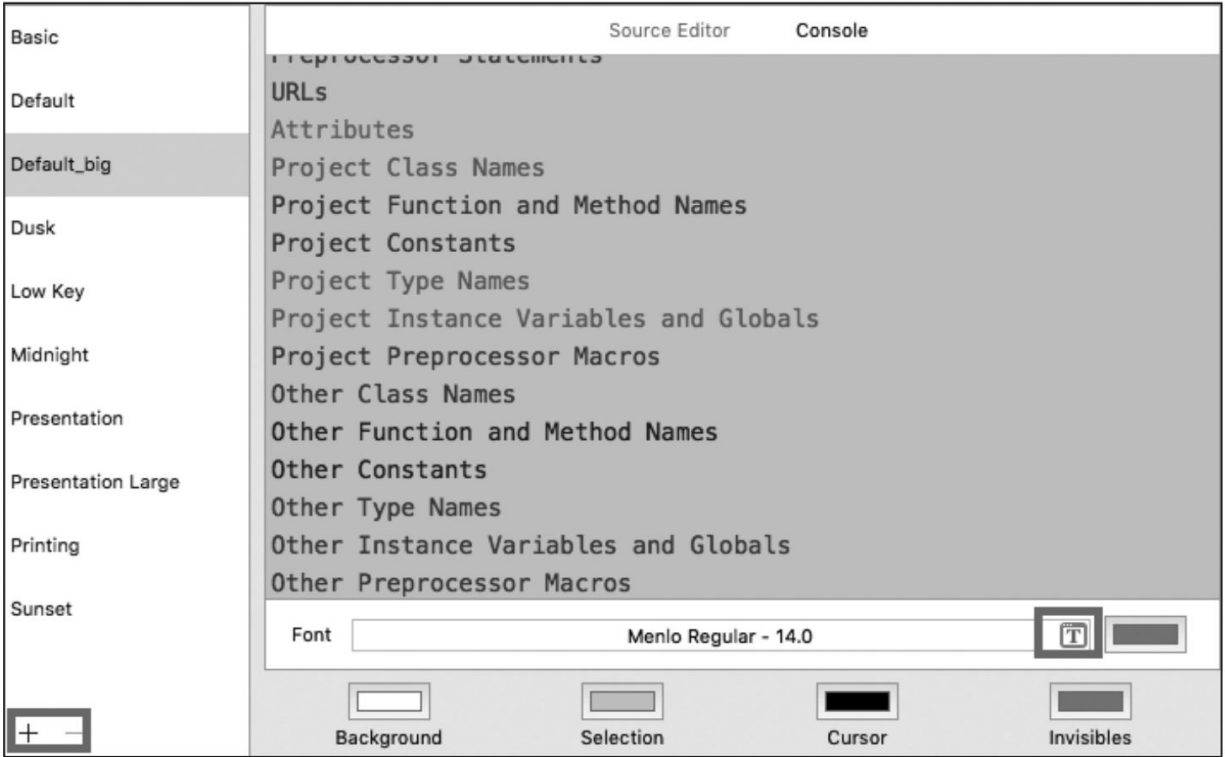 Basic
Default
Default_big
Dusk
Low Key
Midnight
Presentation
Presentation Large
Printing
Sunset
+ −
Source Editor Console
Preprocessor Statements
URLs
Attributes
Project Class Names
Project Function and Method Names
Project Constants
Project Type Names
Project Instance Variables and Globals
Project Preprocessor Macros
Other Class Names
Other Function and Method Names
Other Constants
Other Type Names
Other Instance Variables and Globals
Other Preprocessor Macros
Font Menlo Regular - 14.0 T
Background Selection Cursor Invisibles